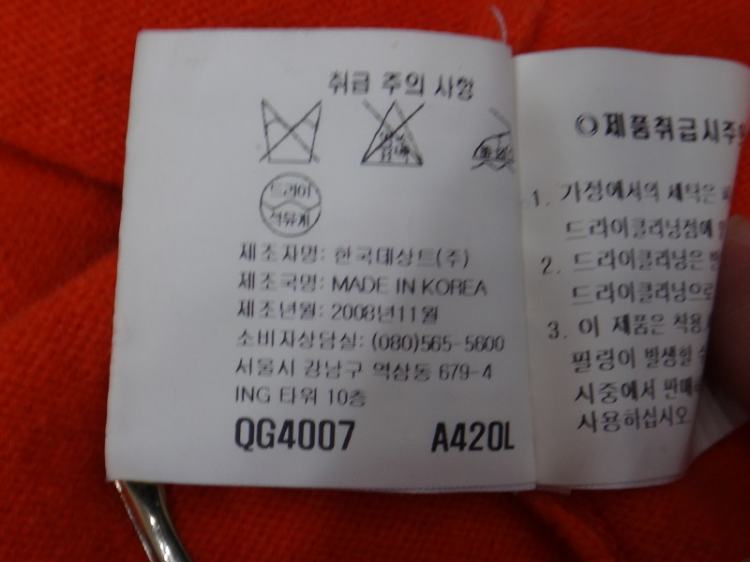 취급 주의 사항
드라이
석유계
제조자명: 한국데상트(주)
제조국명: MADE IN KOREA
제조년월: 2008년11월
소비자상담실: (080)565-5600
서울시 강남구 역삼동 679-4
ING 타워 10층
QG4007 A420L
◎제품취급시주
1. 가정에서의 세탁은
드라이클리닝점에
2. 드라이클리닝은
드라이클리닝으로
3. 이 제품은 착용
필링이 발생할
시중에서 판매
사용하십시오